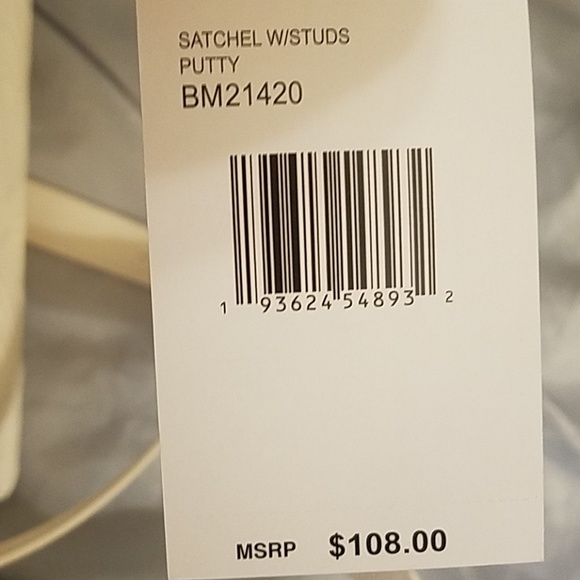 SATCHEL W/STUDS
PUTTY
BM21420
1 93624 54893 2
MSRP $108.00